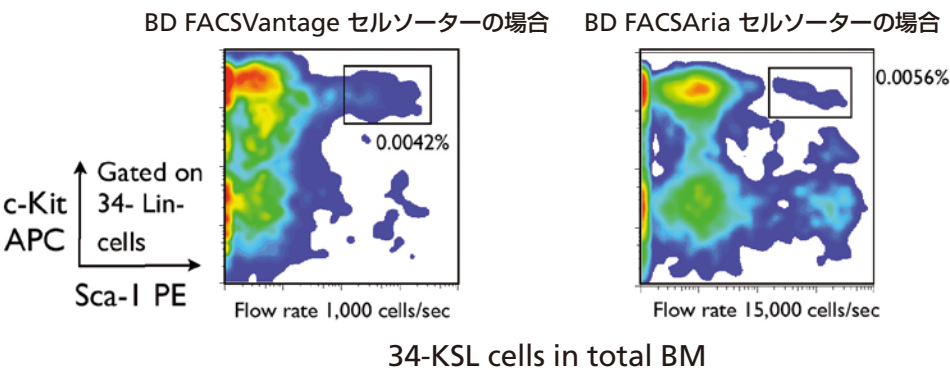 BD FACSVantage セルソーターの場合
BD FACSAria セルソーターの場合
0.0042%
0.0056%
c-Kit
APC
Gated on
34- Lin-
cells
Sca-1 PE
Flow rate 1,000 cells/sec
Flow rate 15,000 cells/sec
34-KSL cells in total BM